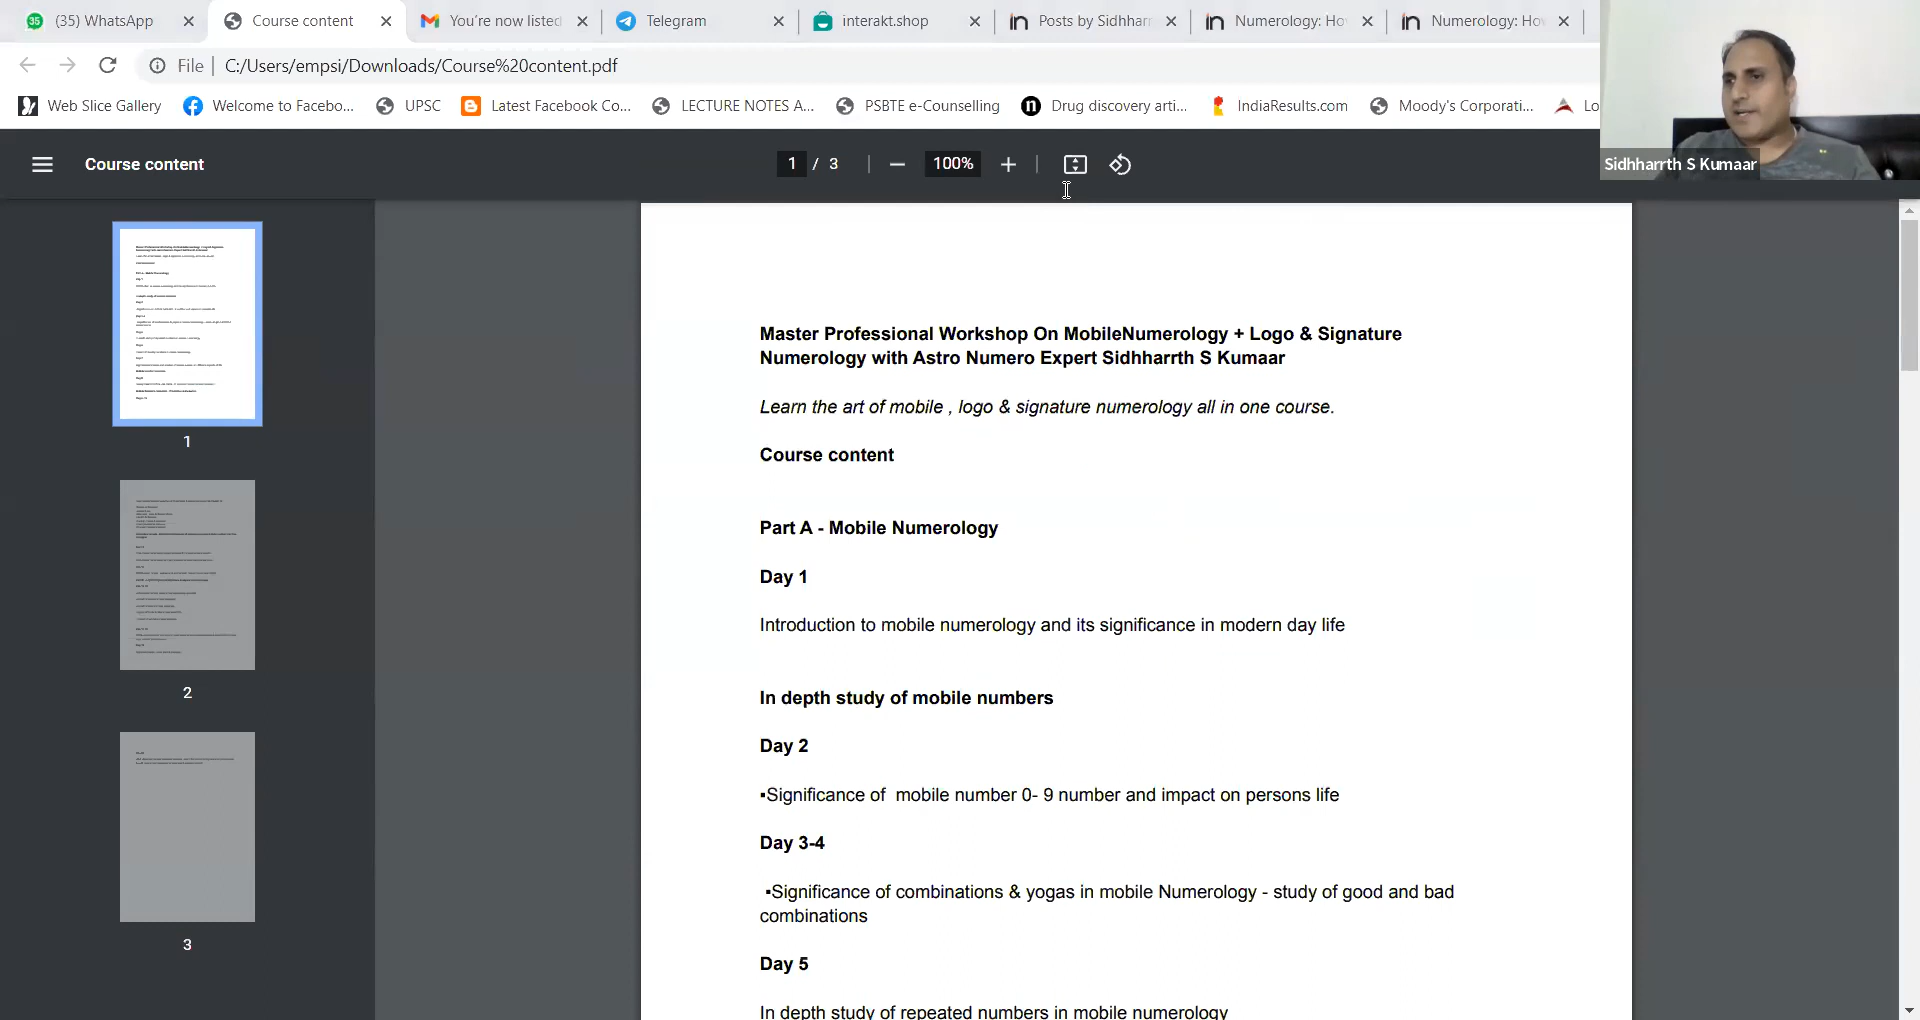 35
(35) WhatsApp
Course content
You're now listed
Telegram
interakt.shop
in
Posts by Sidhharr
in
Numerology: Ho
in
Numerology: Ho
File
C:/Users/empsi/Downloads/Course%20content.pdf
Web Slice Gallery
Welcome to Facebo...
UPSC
Latest Facebook Co...
LECTURE NOTES A...
PSBTE e-Counselling
n
Drug discovery arti...
IndiaResults.com
Moody's Corporati...
Lo
Sidhharrth S Kumaar
Course content
1 / 3
100%
1
2
3
Master Professional Workshop On MobileNumerology + Logo & Signature
Numerology with Astro Numero Expert Sidhharrth S Kumaar
Learn the art of mobile , logo & signature numerology all in one course.
Course content
Part A - Mobile Numerology
Day 1
Introduction to mobile numerology and its significance in modern day life
In depth study of mobile numbers
Day 2
▪Significance of  mobile number 0- 9 number and impact on persons life
Day 3-4
▪Significance of combinations & yogas in mobile Numerology - study of good and bad
combinations
Day 5
In depth study of repeated numbers in mobile numerology